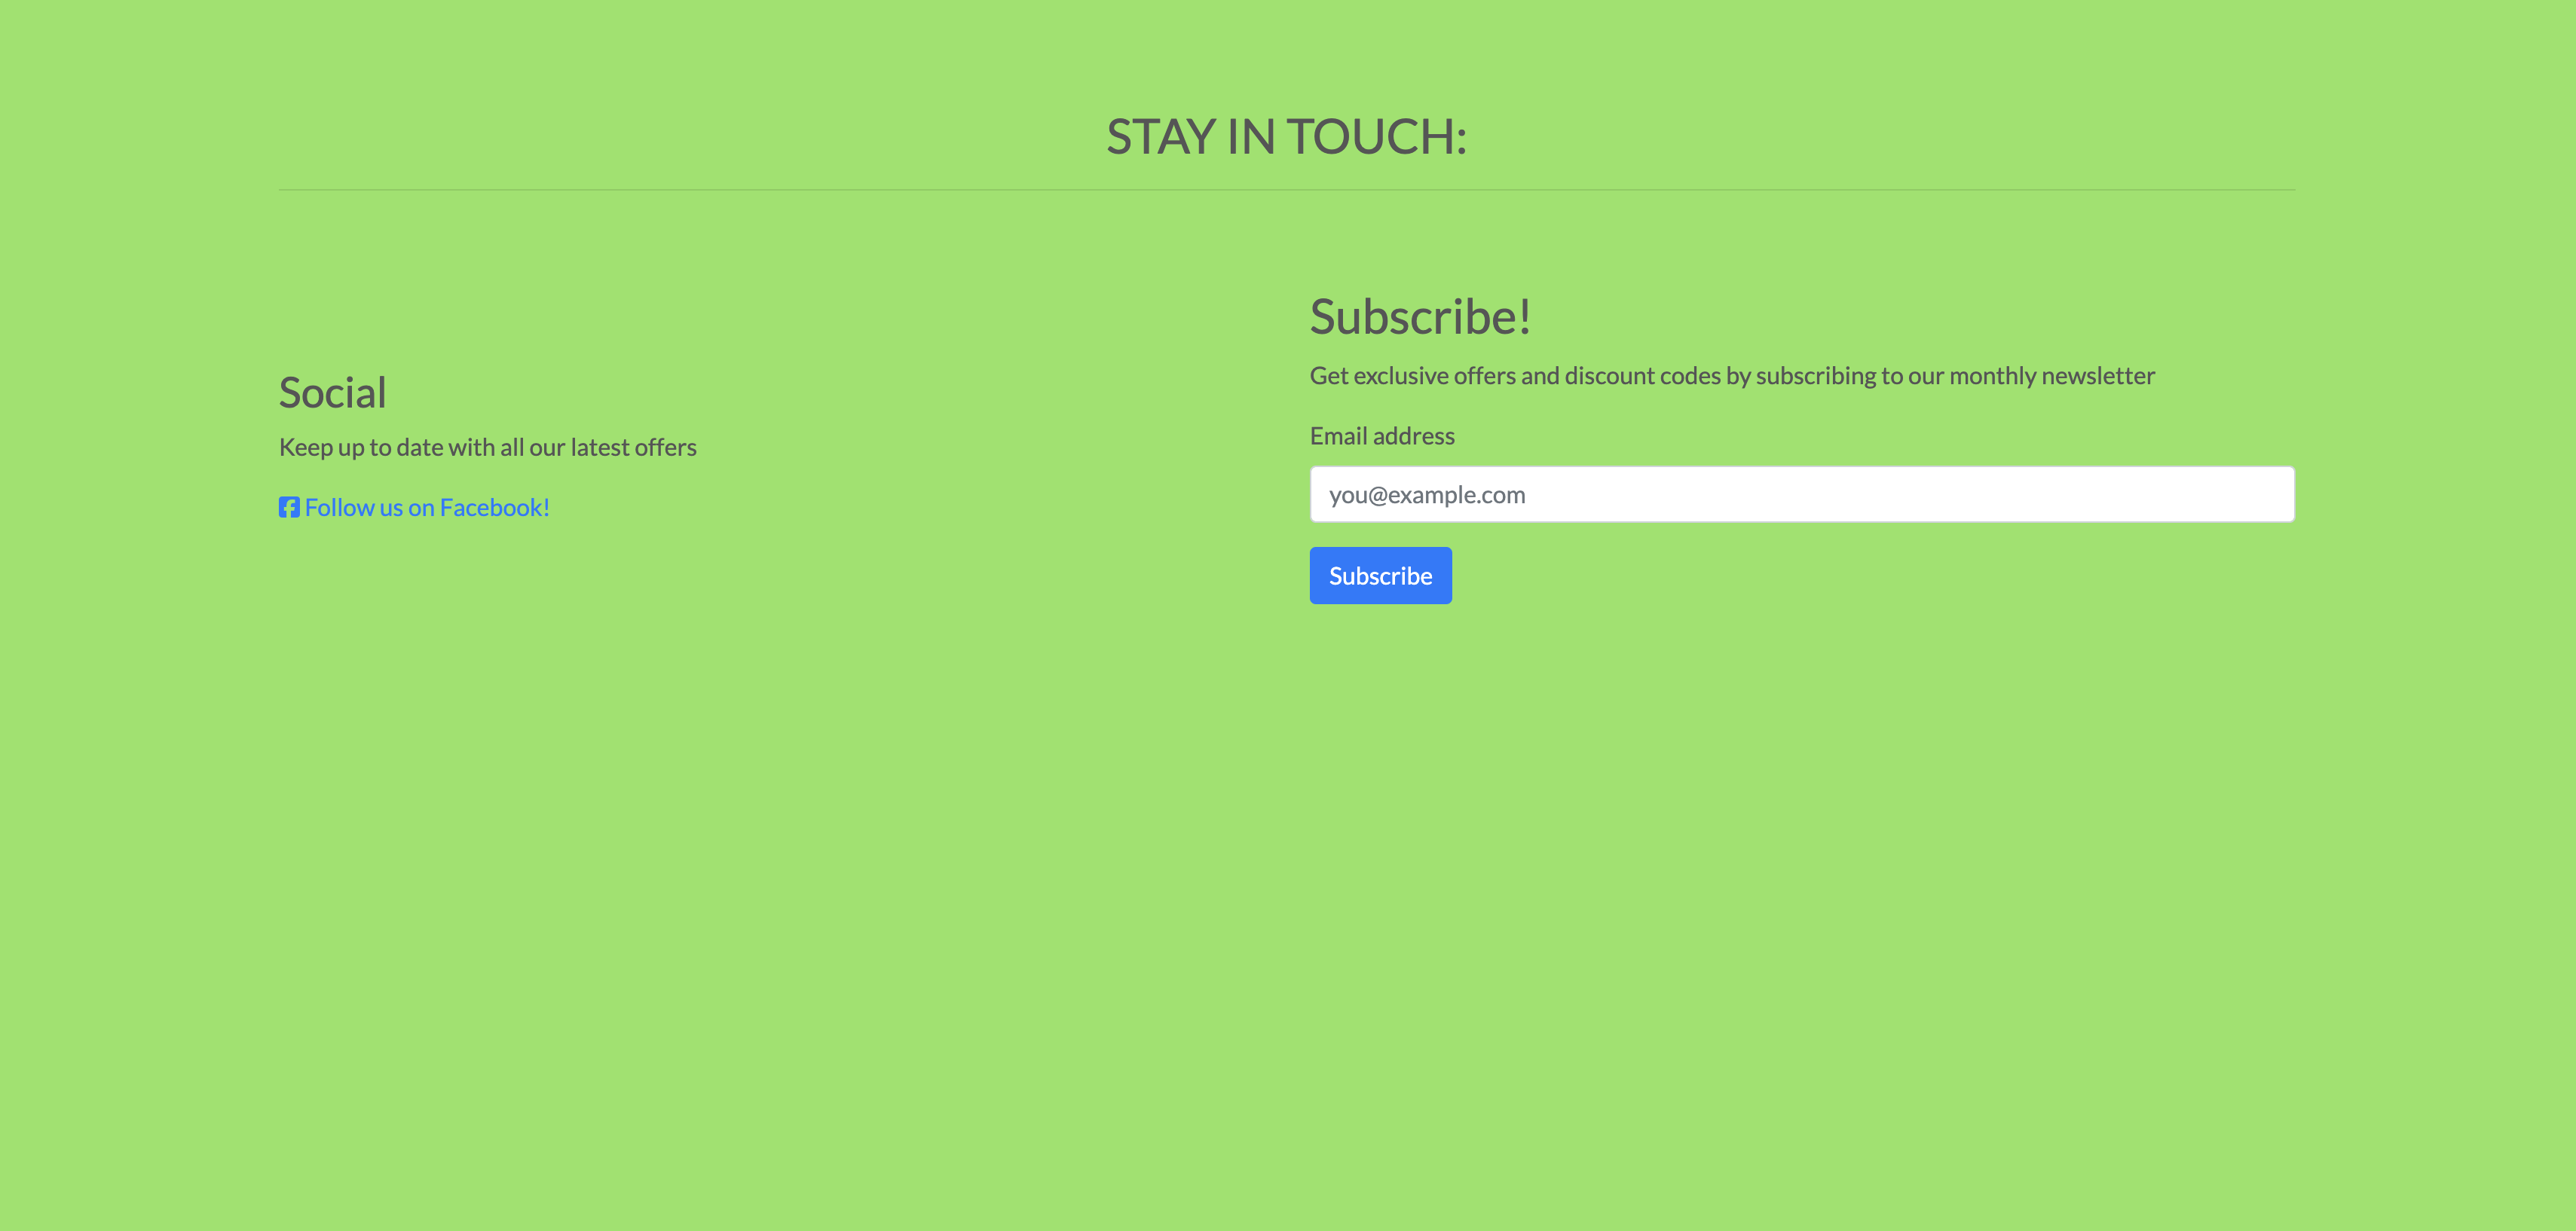 STAY IN TOUCH:
Social
Keep up to date with all our latest offers
Follow us on Facebook!
Subscribe!
Get exclusive offers and discount codes by subscribing to our monthly newsletter
Email address
you@example.com
Subscribe